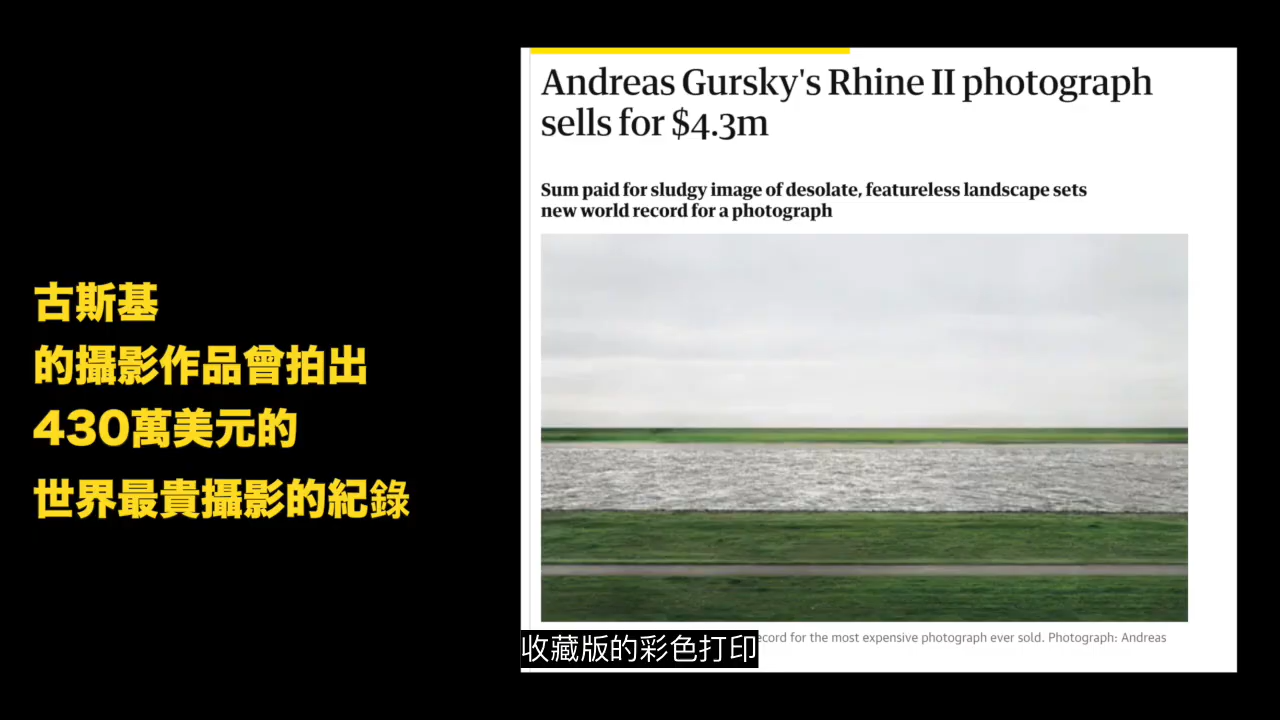 古斯基
的攝影作品曾拍出
430萬美元的
世界最貴攝影的紀錄
Andreas Gursky's Rhine II photograph
sells for $4.3m
Sum paid for sludgy image of desolate, featureless landscape sets
new world record for a photograph
for the most expensive photograph ever sold. Photograph: Andreas
收藏版的彩色打印